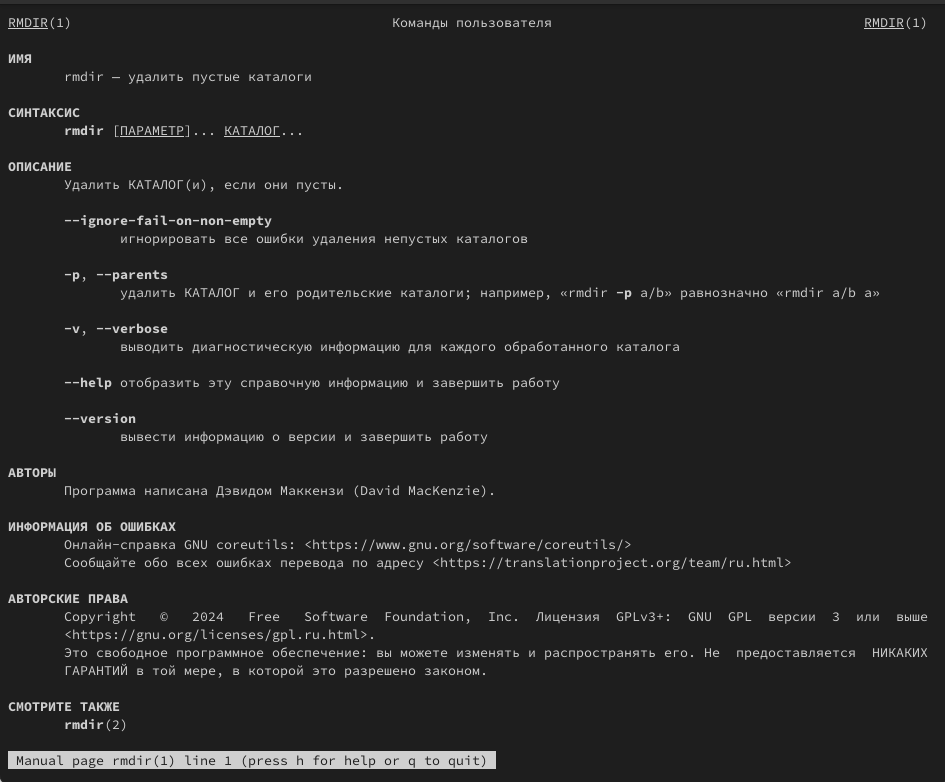 RMDIR(1) Команды пользователя RMDIR(1)
ИМЯ
rmdir — удалить пустые каталоги
СИНТАКСИС
rmdir [ПАРАМЕТР]... КАТАЛОГ...
ОПИСАНИЕ
Удалить КАТАЛОГ(и), если они пусты.
--ignore-fail-on-non-empty
игнорировать все ошибки удаления непустых каталогов
-p, --parents
удалить КАТАЛОГ и его родительские каталоги; например, «rmdir -p a/b» равнозначно «rmdir a/b a»
-v, --verbose
выводить диагностическую информацию для каждого обработанного каталога
--help отобразить эту справочную информацию и завершить работу
--version
вывести информацию о версии и завершить работу
АВТОРЫ
Программа написана Дэвидом Маккензи (David MacKenzie).
ИНФОРМАЦИЯ ОБ ОШИБКАХ
Онлайн-справка GNU coreutils: <https://www.gnu.org/software/coreutils/>
Сообщайте обо всех ошибках перевода по адресу <https://translationproject.org/team/ru.html>
АВТОРСКИЕ ПРАВА
Copyright © 2024 Free Software Foundation, Inc. Лицензия GPLv3+: GNU GPL версии 3 или выше
<https://gnu.org/licenses/gpl.ru.html>.
Это свободное программное обеспечение: вы можете изменять и распространять его. Не предоставляется НИКАКИХ
ГАРАНТИЙ в той мере, в которой это разрешено законом.
СМОТРИТЕ ТАКЖЕ
rmdir(2)
Manual page rmdir(1) line 1 (press h for help or q to quit)